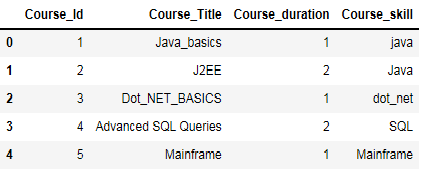 Course_Id Course_Title Course_duration Course_skill
0 1 Java_basics 1 java
1 2 J2EE 2 Java
2 3 Dot_NET_BASICS 1 dot_net
3 4 Advanced SQL Queries 2 SQL
4 5 Mainframe 1 Mainframe